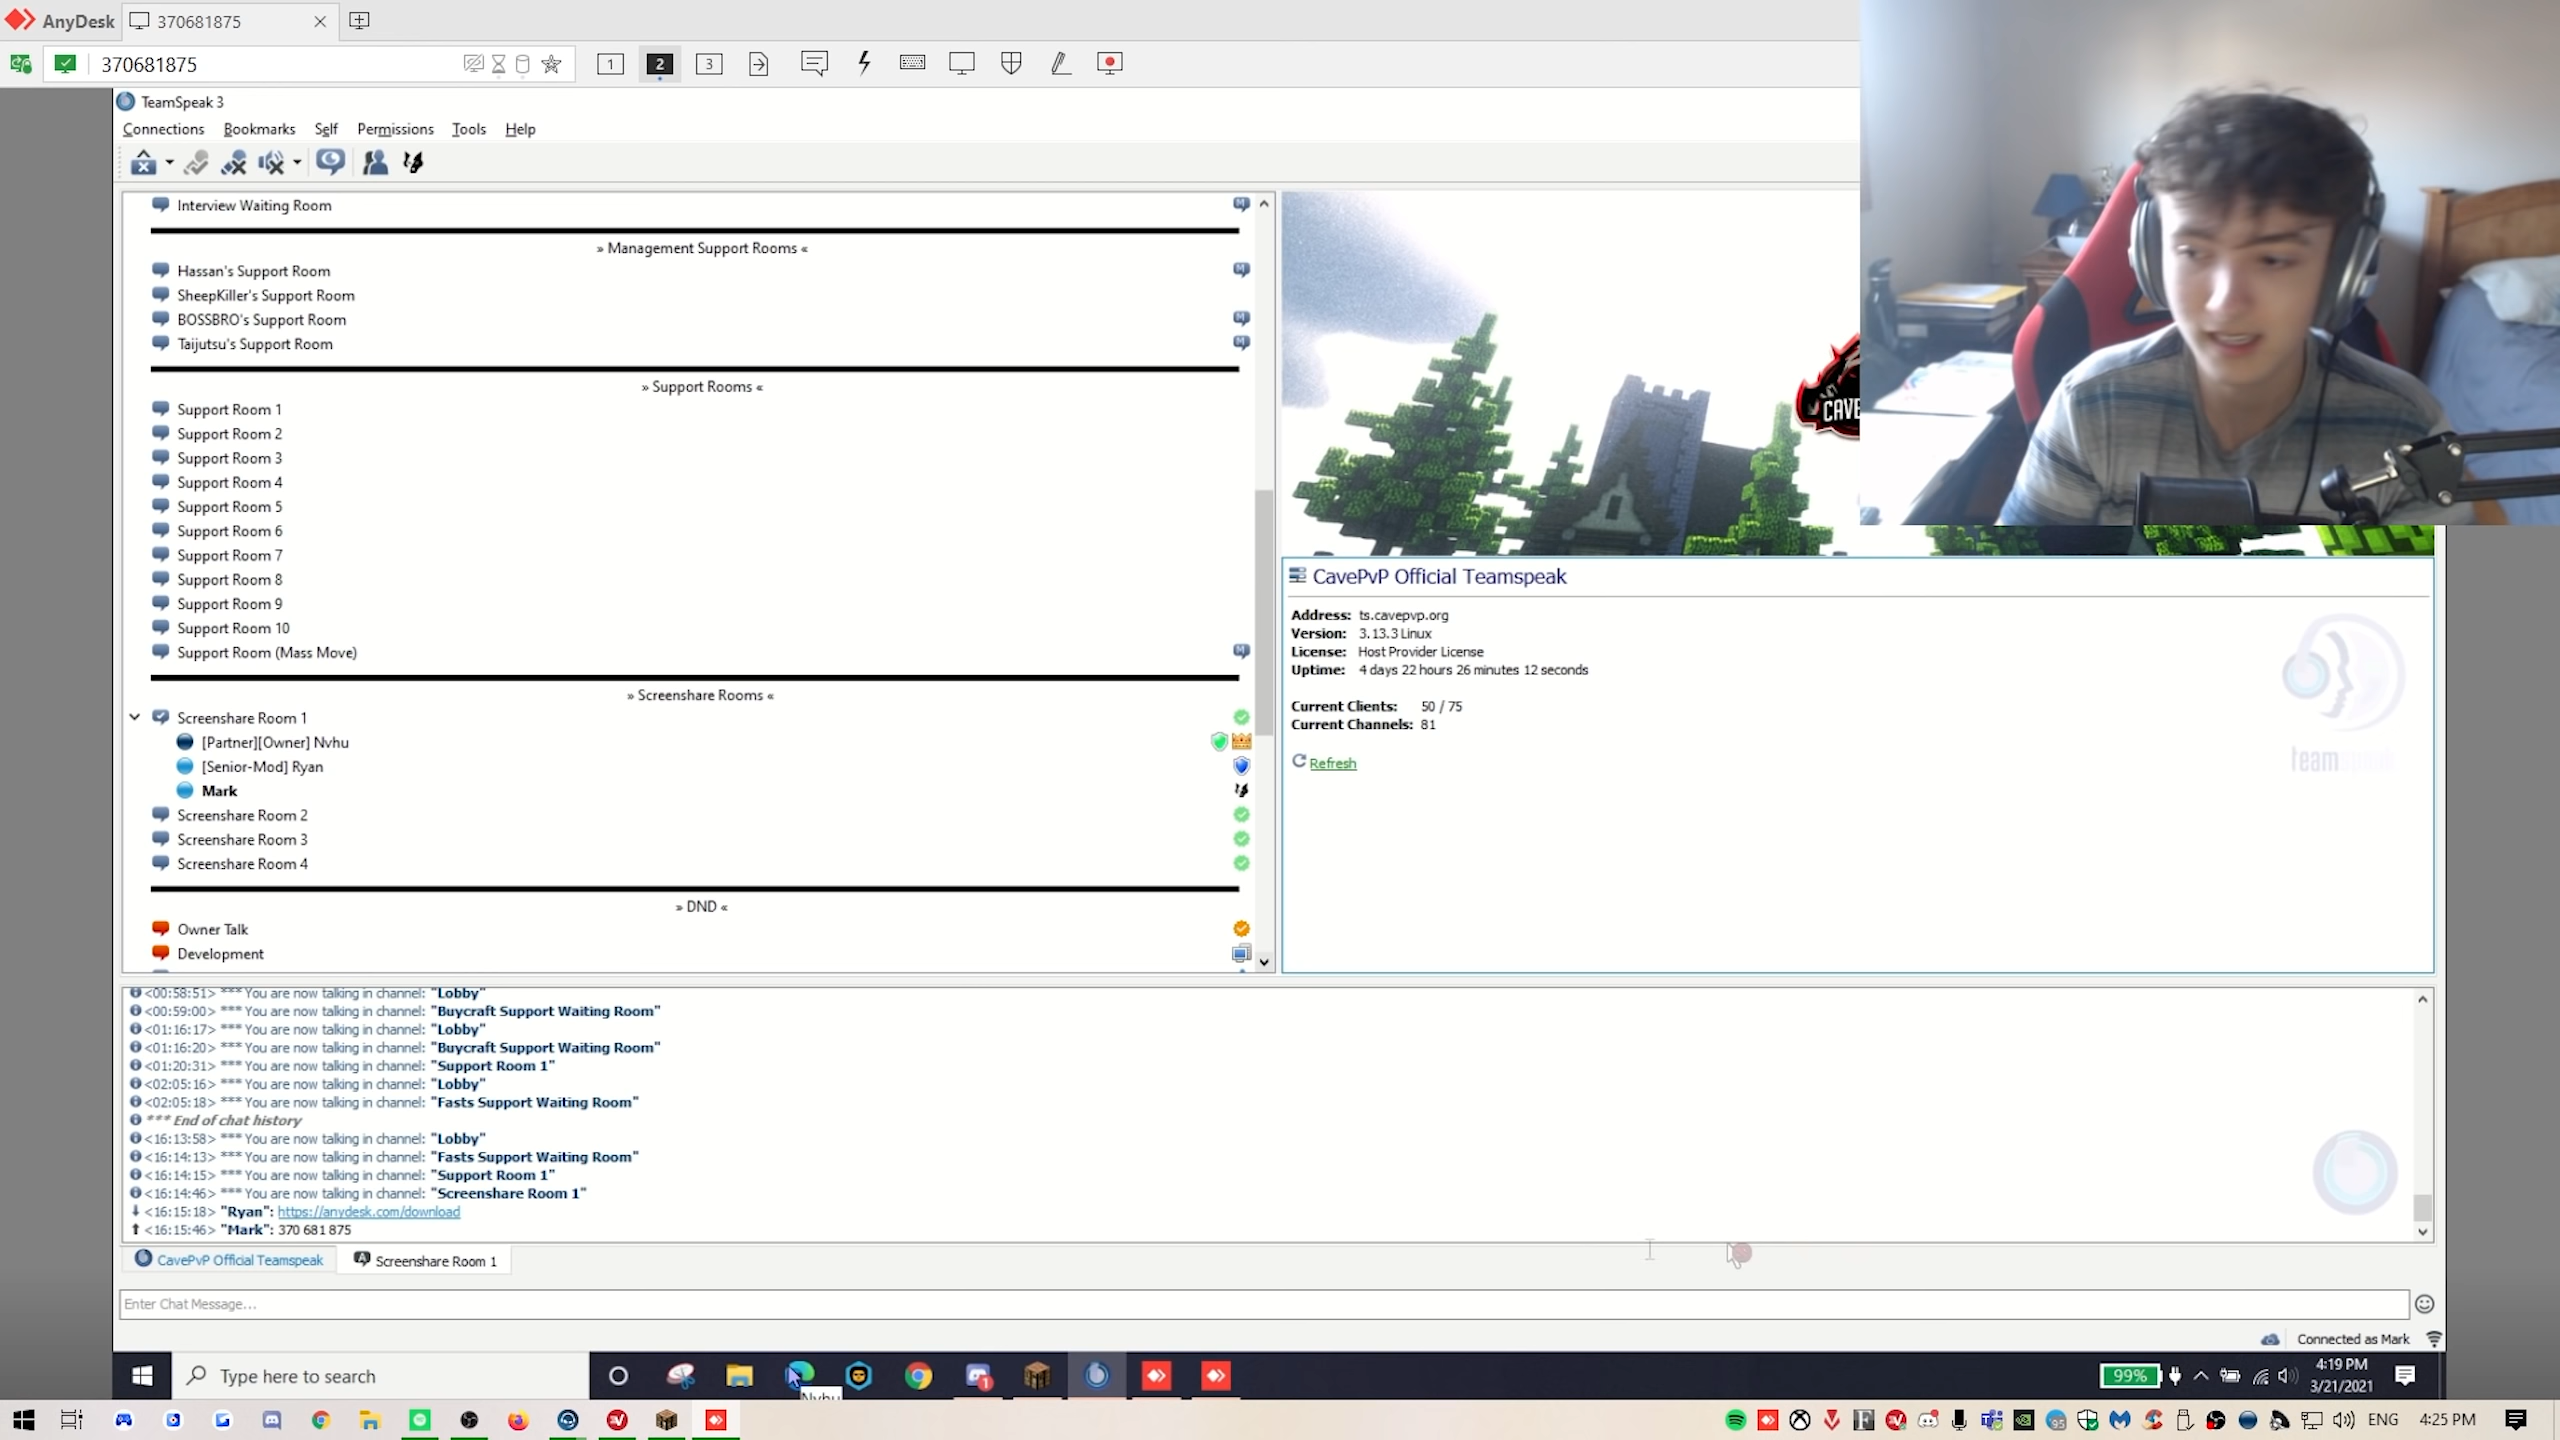 AnyDesk
370681875
370681875
1
2
3
TeamSpeak 3
Connections Bookmarks Self Permissions Tools Help
Interview Waiting Room
» Management Support Rooms «
Hassan's Support Room
SheepKiller's Support Room
BOSSBRO's Support Room
Taijutsu's Support Room
» Support Rooms «
Support Room 1
Support Room 2
Support Room 3
Support Room 4
Support Room 5
Support Room 6
Support Room 7
Support Room 8
Support Room 9
Support Room 10
Support Room (Mass Move)
» Screenshare Rooms «
Screenshare Room 1
[Partner][Owner] Nvhu
[Senior-Mod] Ryan
Mark
Screenshare Room 2
Screenshare Room 3
Screenshare Room 4
» DND «
Owner Talk
Development
CAVE
CavePvP Official Teamspeak
Address: ts.cavepvp.org
Version: 3.13.3 Linux
License: Host Provider License
Uptime: 4 days 22 hours 26 minutes 12 seconds
Current Clients: 50 / 75
Current Channels: 81
Refresh
<00:58:51> *** You are now talking in channel: "Lobby"
<00:59:00> *** You are now talking in channel: "Buycraft Support Waiting Room"
<01:16:17> *** You are now talking in channel: "Lobby"
<01:16:20> *** You are now talking in channel: "Buycraft Support Waiting Room"
<01:20:31> *** You are now talking in channel: "Support Room 1"
<02:05:16> *** You are now talking in channel: "Lobby"
<02:05:18> *** You are now talking in channel: "Fasts Support Waiting Room"
*** End of chat history
<16:13:58> *** You are now talking in channel: "Lobby"
<16:14:13> *** You are now talking in channel: "Fasts Support Waiting Room"
<16:14:15> *** You are now talking in channel: "Support Room 1"
<16:14:46> *** You are now talking in channel: "Screenshare Room 1"
<16:15:18> "Ryan": https://anydesk.com/download
<16:15:46> "Mark": 370 681 875
CavePvP Official Teamspeak
Screenshare Room 1
Enter Chat Message...
Connected as Mark
Type here to search
Nvhu
99%
4:19 PM
3/21/2021
ENG
4:25 PM